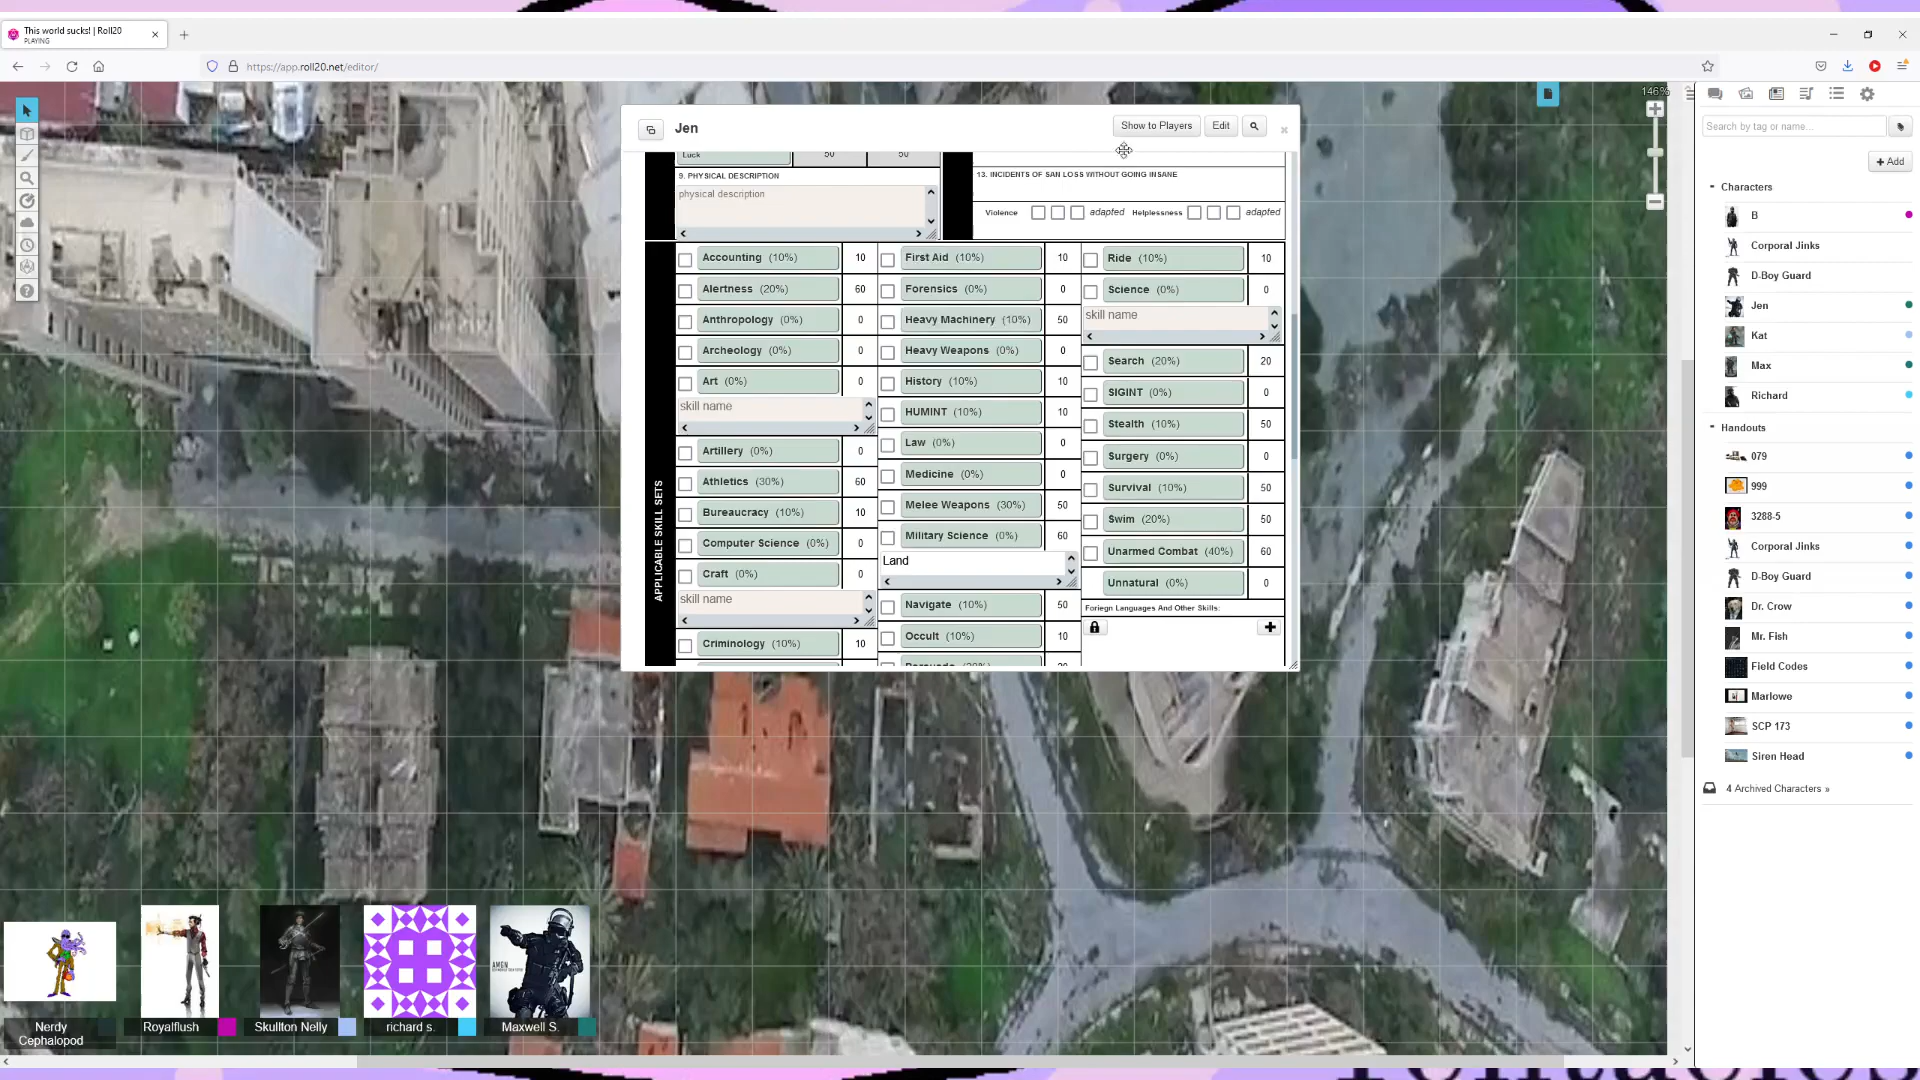 This world sucks! | Roll20
PLAYING
https://app.roll20.net/editor/
146%
Search by tag or name...
Add
Characters
B
Corporal Jinks
D-Boy Guard
Jen
Kat
Max
Richard
Handouts
079
999
3288-5
Corporal Jinks
D-Boy Guard
Dr. Crow
Mr. Fish
Field Codes
Marlowe
SCP 173
Siren Head
4 Archived Characters »
Jen
Show to Players
Edit
Luck 50 50
9. PHYSICAL DESCRIPTION
physical description
13. INCIDENTS OF SAN LOSS WITHOUT GOING INSANE
Violence adapted Helplessness adapted
APPLICABLE SKILL SETS
Accounting (10%) 10
Alertness (20%) 60
Anthropology (0%) 0
Archeology (0%) 0
Art (0%) 0
skill name
Artillery (0%) 0
Athletics (30%) 60
Bureaucracy (10%) 10
Computer Science (0%) 0
Craft (0%) 0
skill name
Criminology (10%) 10
First Aid (10%) 10
Forensics (0%) 0
Heavy Machinery (10%) 50
Heavy Weapons (0%) 0
History (10%) 10
HUMINT (10%) 10
Law (0%) 0
Medicine (0%) 0
Melee Weapons (30%) 50
Military Science (0%) 60
Land
Navigate (10%) 50
Occult (10%) 10
Ride (10%) 10
Science (0%) 0
skill name
Search (20%) 20
SIGINT (0%) 0
Stealth (10%) 50
Surgery (0%) 0
Survival (10%) 50
Swim (20%) 50
Unarmed Combat (40%) 60
Unnatural (0%) 0
Foriegn Languages And Other Skills:
Nerdy
Cephalopod
Royalflush
Skullton Nelly
richard s.
Maxwell S.